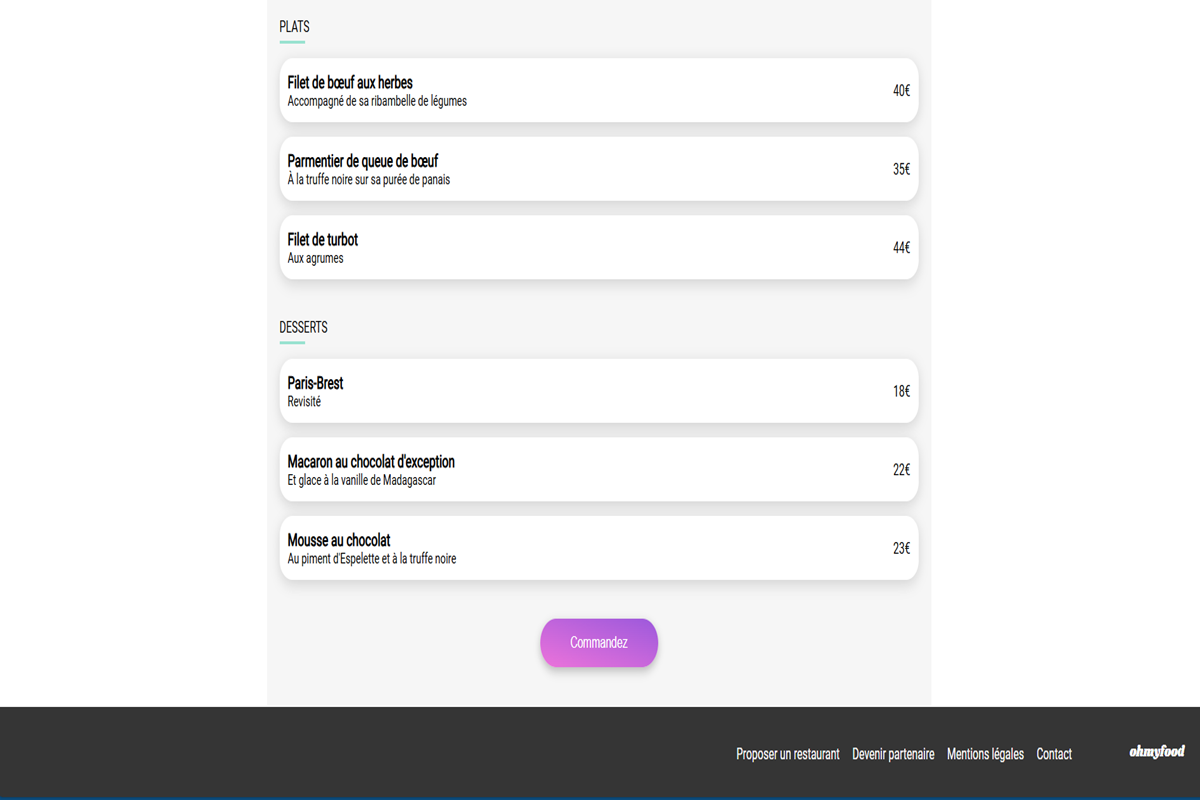 PLATS
Filet de bœuf aux herbes
Accompagné de sa ribambelle de légumes
40€
Parmentier de queue de bœuf
À la truffe noire sur sa purée de panais
35€
Filet de turbot
Aux agrumes
44€
DESSERTS
Paris-Brest
Revisité
18€
Macaron au chocolat d'exception
Et glace à la vanille de Madagascar
22€
Mousse au chocolat
Au piment d'Espelette et à la truffe noire
23€
Commandez
Proposer un restaurant Devenir partenaire Mentions légales Contact ohmyfood